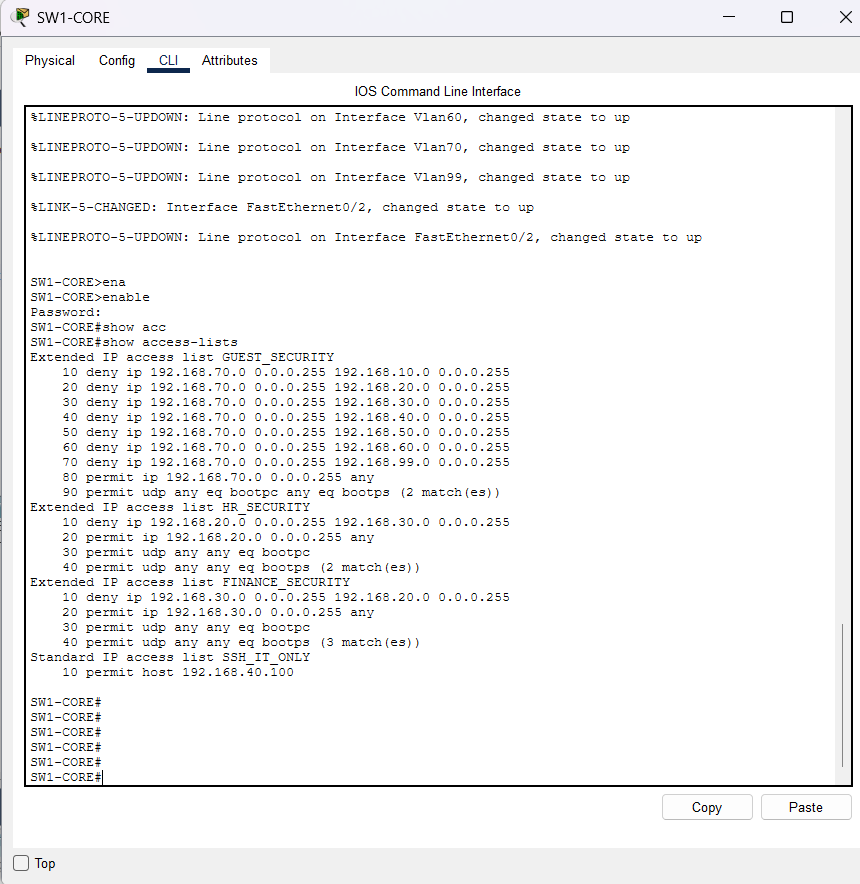 SW1-CORE
Physical Config CLI Attributes
IOS Command Line Interface
%LINEPROTO-5-UPDOWN: Line protocol on Interface Vlan60, changed state to up
%LINEPROTO-5-UPDOWN: Line protocol on Interface Vlan70, changed state to up
%LINEPROTO-5-UPDOWN: Line protocol on Interface Vlan99, changed state to up
%LINK-5-CHANGED: Interface FastEthernet0/2, changed state to up
%LINEPROTO-5-UPDOWN: Line protocol on Interface FastEthernet0/2, changed state to up
SW1-CORE>ena
SW1-CORE>enable
Password:
SW1-CORE#show acc
SW1-CORE#show access-lists
Extended IP access list GUEST_SECURITY
10 deny ip 192.168.70.0 0.0.0.255 192.168.10.0 0.0.0.255
20 deny ip 192.168.70.0 0.0.0.255 192.168.20.0 0.0.0.255
30 deny ip 192.168.70.0 0.0.0.255 192.168.30.0 0.0.0.255
40 deny ip 192.168.70.0 0.0.0.255 192.168.40.0 0.0.0.255
50 deny ip 192.168.70.0 0.0.0.255 192.168.50.0 0.0.0.255
60 deny ip 192.168.70.0 0.0.0.255 192.168.60.0 0.0.0.255
70 deny ip 192.168.70.0 0.0.0.255 192.168.99.0 0.0.0.255
80 permit ip 192.168.70.0 0.0.0.255 any
90 permit udp any eq bootpc any eq bootps (2 match(es))
Extended IP access list HR_SECURITY
10 deny ip 192.168.20.0 0.0.0.255 192.168.30.0 0.0.0.255
20 permit ip 192.168.20.0 0.0.0.255 any
30 permit udp any any eq bootpc
40 permit udp any any eq bootps (2 match(es))
Extended IP access list FINANCE_SECURITY
10 deny ip 192.168.30.0 0.0.0.255 192.168.20.0 0.0.0.255
20 permit ip 192.168.30.0 0.0.0.255 any
30 permit udp any any eq bootpc
40 permit udp any any eq bootps (3 match(es))
Standard IP access list SSH_IT_ONLY
10 permit host 192.168.40.100
SW1-CORE#
SW1-CORE#
SW1-CORE#
SW1-CORE#
SW1-CORE#
SW1-CORE#
Copy Paste
Top